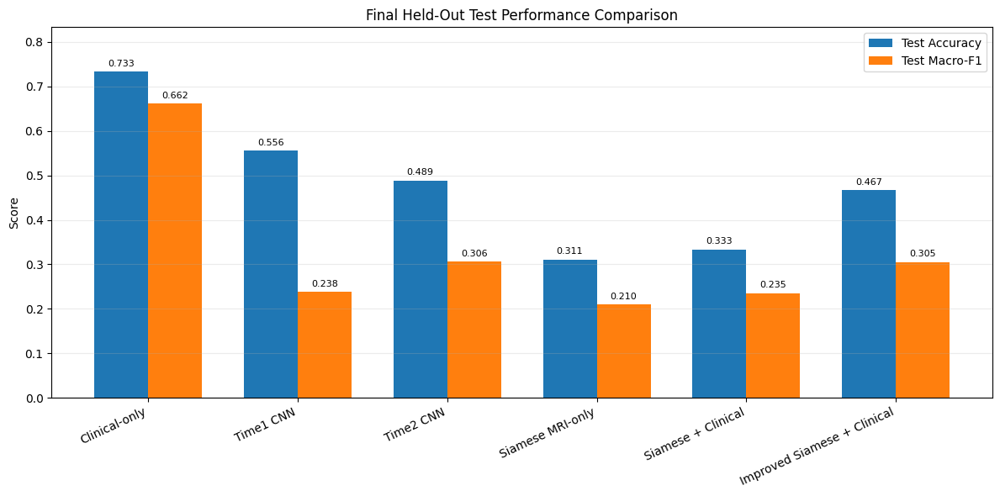 Final Held-Out Test Performance Comparison
Test Accuracy
Test Macro-F1
Score
0.8
0.7
0.6
0.5
0.4
0.3
0.2
0.1
0.0
0.733
0.662
0.556
0.238
0.489
0.306
0.311
0.210
0.333
0.235
0.467
0.305
Clinical-only
Time1 CNN
Time2 CNN
Siamese MRI-only
Siamese + Clinical
Improved Siamese + Clinical